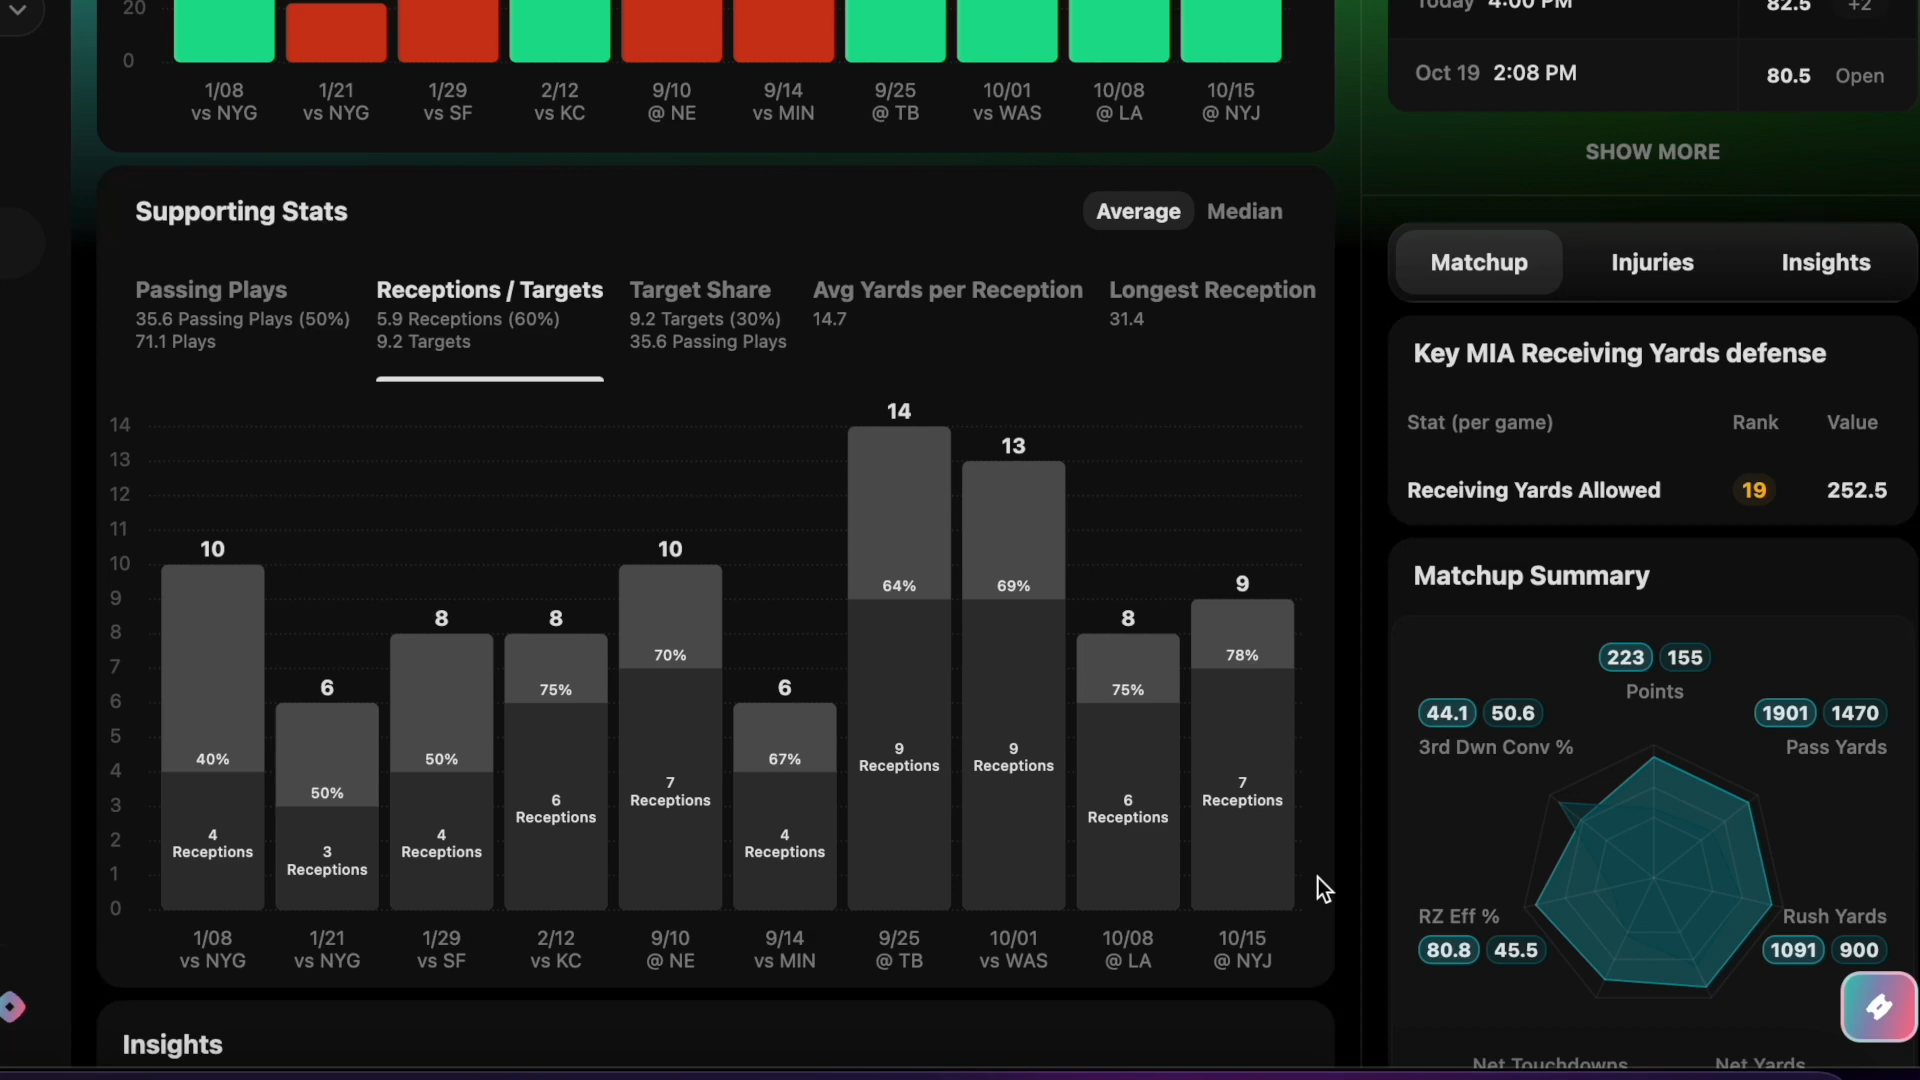 20
0
1/08
vs NYG
1/21
vs NYG
1/29
vs SF
2/12
vs KC
9/10
@ NE
9/14
vs MIN
9/25
@ TB
10/01
vs WAS
10/08
@ LA
10/15
@ NYJ
Supporting Stats
Average
Median
Passing Plays
35.6 Passing Plays (50%)
71.1 Plays
Receptions / Targets
5.9 Receptions (60%)
9.2 Targets
Target Share
9.2 Targets (30%)
35.6 Passing Plays
Avg Yards per Reception
14.7
Longest Reception
31.4
14
13
12
11
10
9
8
7
6
5
4
3
2
1
0
10
40%
4
Receptions
6
50%
3
Receptions
8
50%
4
Receptions
8
75%
6
Receptions
10
70%
7
Receptions
6
67%
4
Receptions
14
64%
9
Receptions
13
69%
9
Receptions
8
75%
6
Receptions
9
78%
7
Receptions
1/08
vs NYG
1/21
vs NYG
1/29
vs SF
2/12
vs KC
9/10
@ NE
9/14
vs MIN
9/25
@ TB
10/01
vs WAS
10/08
@ LA
10/15
@ NYJ
Insights
Today 4:00 PM 82.5 +2
Oct 19 2:08 PM 80.5 Open
SHOW MORE
Matchup Injuries Insights
Key MIA Receiving Yards defense
Stat (per game) Rank Value
Receiving Yards Allowed 19 252.5
Matchup Summary
223 155
Points
44.1 50.6
3rd Dwn Conv %
1901 1470
Pass Yards
RZ Eff %
80.8 45.5
Rush Yards
1091 900
Net Touchdowns
Net Yards